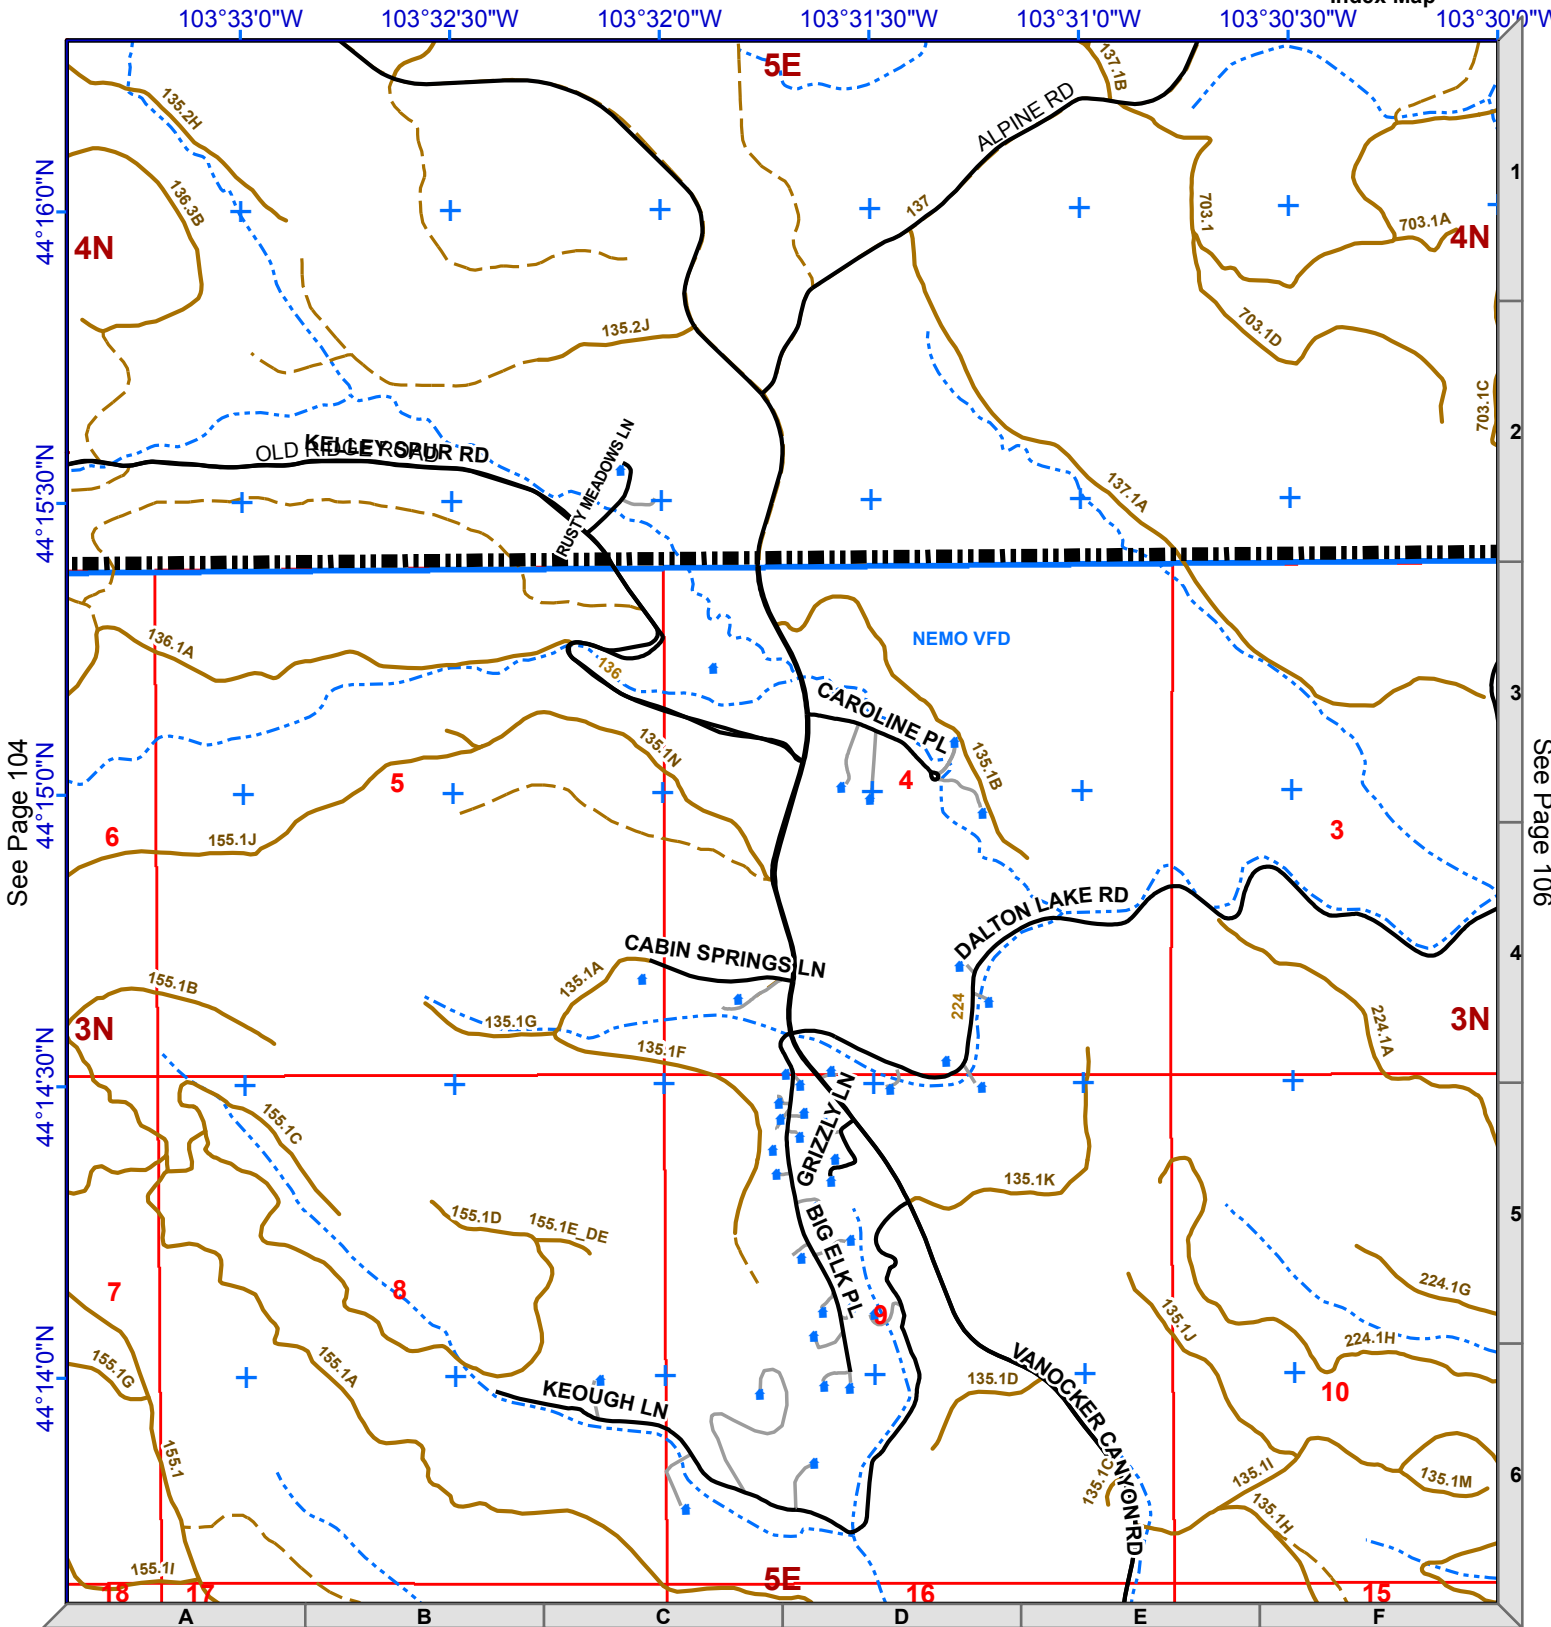 Index Map
103°33'0"W
103°32'30"W
103°32'0"W
103°31'30"W
103°31'0"W
103°30'30"W
103°30'0"W
5E
137.1B
135.2H
ALPINE RD
1
44°16'0"N
136.3B
137
703.1
703.1A
4N
4N
135.2J
703.1D
703.1C
2
OLD RIDGE ROAD
KELLEY SPUR RD
RUSTY MEADOWS LN
44°15'30"N
137.1A
NEMO VFD
136.1A
136
3
CAROLINE PL
135.1N
135.1B
5
4
44°15'0"N
See Page 104
See Page 106
6
155.1J
3
DALTON LAKE RD
CABIN SPRINGS LN
4
155.1B
135.1A
224
3N
135.1G
224.1A
3N
135.1F
44°14'30"N
155.1C
GRIZZLY LN
135.1K
155.1D
155.1E_DE
BIG ELK PL
5
7
8
9
224.1G
135.1J
224.1H
155.1G
155.1A
VANOCKER CANYON RD
135.1D
10
44°14'0"N
KEOUGH LN
155.1
135.1C
135.1I
135.1M
6
135.1H
155.1I
5E
18
17
16
15
A
B
C
D
E
F